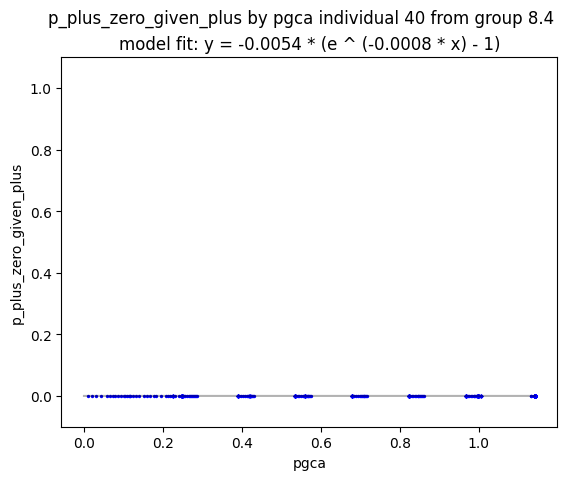 p_plus_zero_given_plus by pgca individual 40 from group 8.4
model fit: y = -0.0054 * (e ^ (-0.0008 * x) - 1)
1.0
0.8
0.6
0.4
0.2
0.0
p_plus_zero_given_plus
0.0 0.2 0.4 0.6 0.8 1.0
pgca